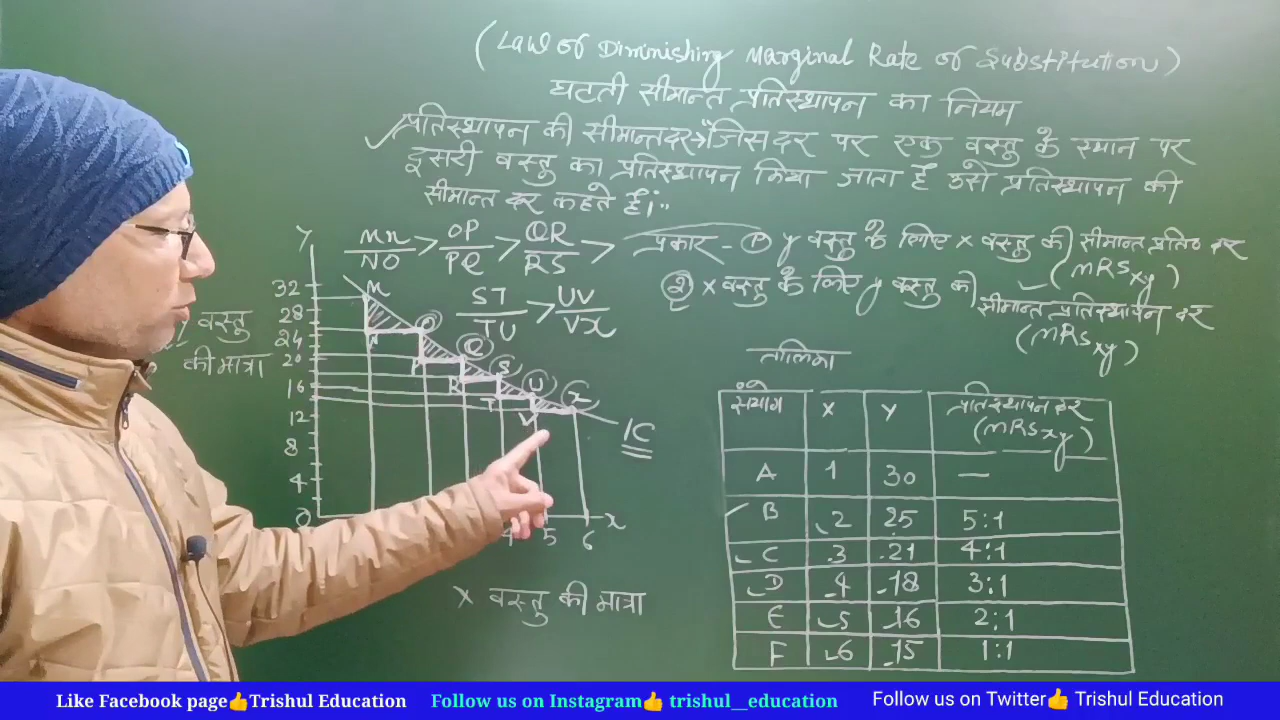 (Law of Diminishing Marginal Rate of Substitution)
घटती सीमान्त प्रतिस्थापन का नियम
प्रतिस्थापन की सीमान्त दर→"जिस दर पर एक वस्तु के स्थान पर
दूसरी वस्तु का प्रतिस्थापन किया जाता है उसे प्रतिस्थापन की
सीमान्त दर कहते हैं।"
MN/NO > OP/PQ > QR/RS >
ST/TU > UV/VX
प्रकार - ① y वस्तु के लिए x वस्तु की सीमान्त प्रति० दर
(MRSxy)
② x वस्तु के लिए y वस्तु की सीमान्त प्रतिस्थापन दर
(MRSxy)
Y
32
28
24
20
16
12
8
4
0
y वस्तु
की मात्रा
M
N
O
P
Q
R
S
T
U
V
X
IC
4 5 6
x
x वस्तु की मात्रा
तालिका
संयोग X Y प्रतिस्थापन दर
(MRSxy)
A 1 30 —
B 2 25 5:1
C 3 21 4:1
D 4 18 3:1
E 5 16 2:1
F 6 15 1:1
Like Facebook page👍Trishul Education Follow us on Instagram👍 trishul__education Follow us on Twitter👍 Trishul Education